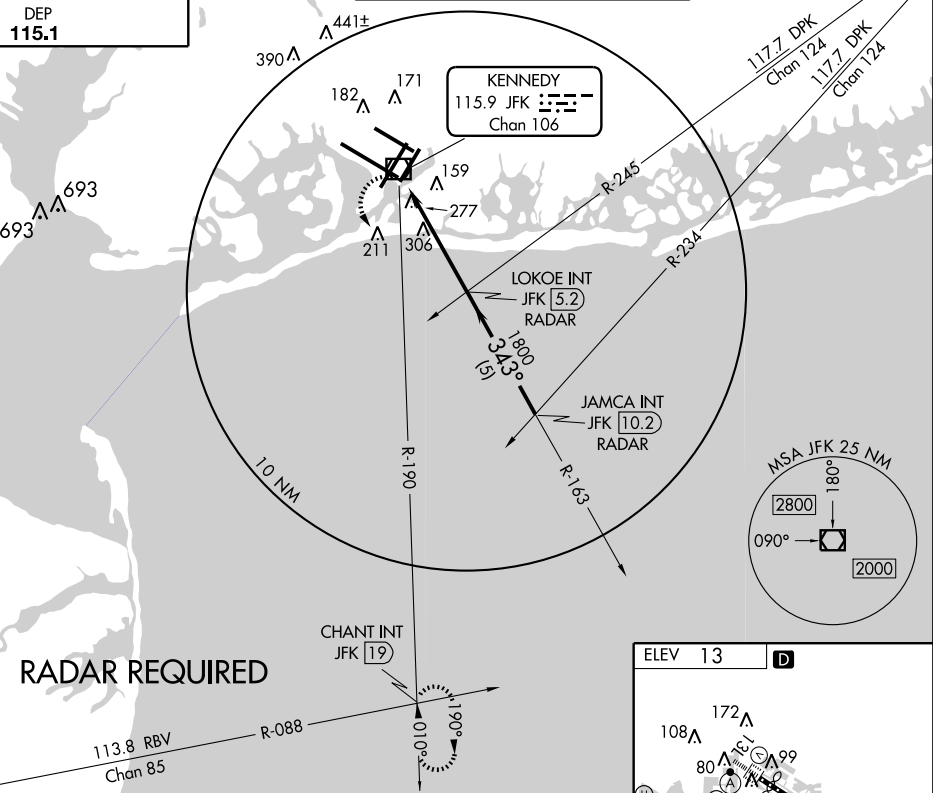 DEP
115.1
441±
390
171
182
KENNEDY
115.9 JFK
Chan 106
117.7 DPK
Chan 124
117.7 DPK
Chan 124
159
277
306
211
693
693
R-245
R-234
LOKOE INT
JFK 5.2
RADAR
1800
343°
(5)
JAMCA INT
JFK 10.2
RADAR
R-163
R-190
10 NM
MSA JFK 25 NM
180°
2800
090°
2000
CHANT INT
JFK 19
RADAR REQUIRED
190°
010°
R-088
113.8 RBV
Chan 85
ELEV 13 D
172
108
99
80
13L
V
A